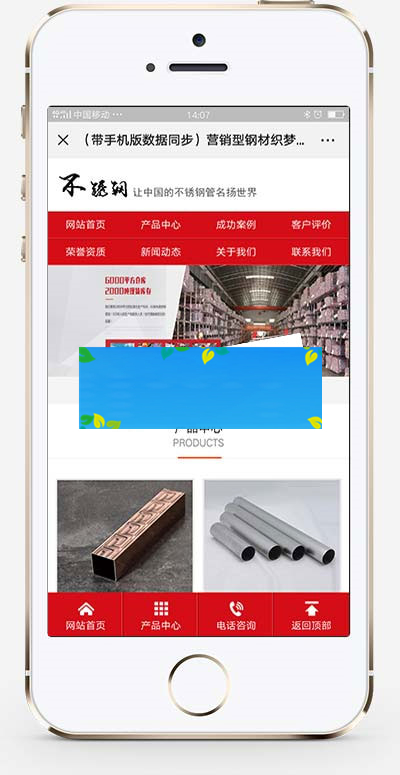 中国移动 ··· 14:07
（带手机版数据同步）营销型钢材织梦... ···
不锈钢 让中国的不锈钢管名扬世界
网站首页 产品中心 成功案例 客户评价
荣誉资质 新闻动态 关于我们 联系我们
6000平方仓库
2000吨现货库存
产品中心
PRODUCTS
网站首页 产品中心 电话咨询 返回顶部